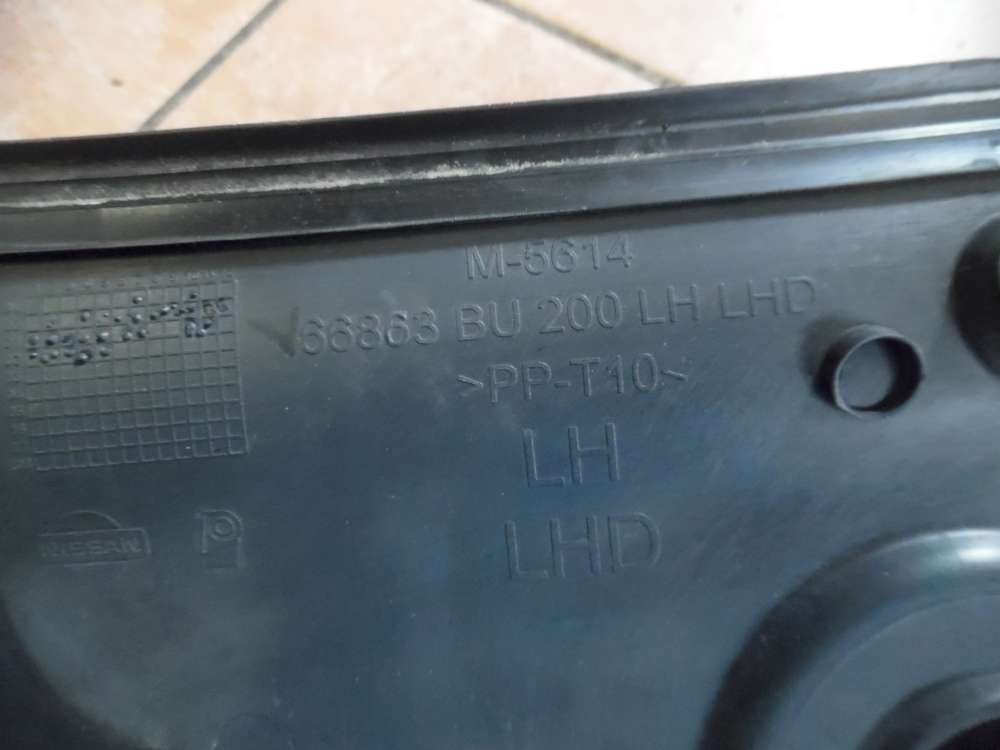 M-5614
66863 BU 200 LH LHD
>PP-T10<
LH
LHD
NISSAN